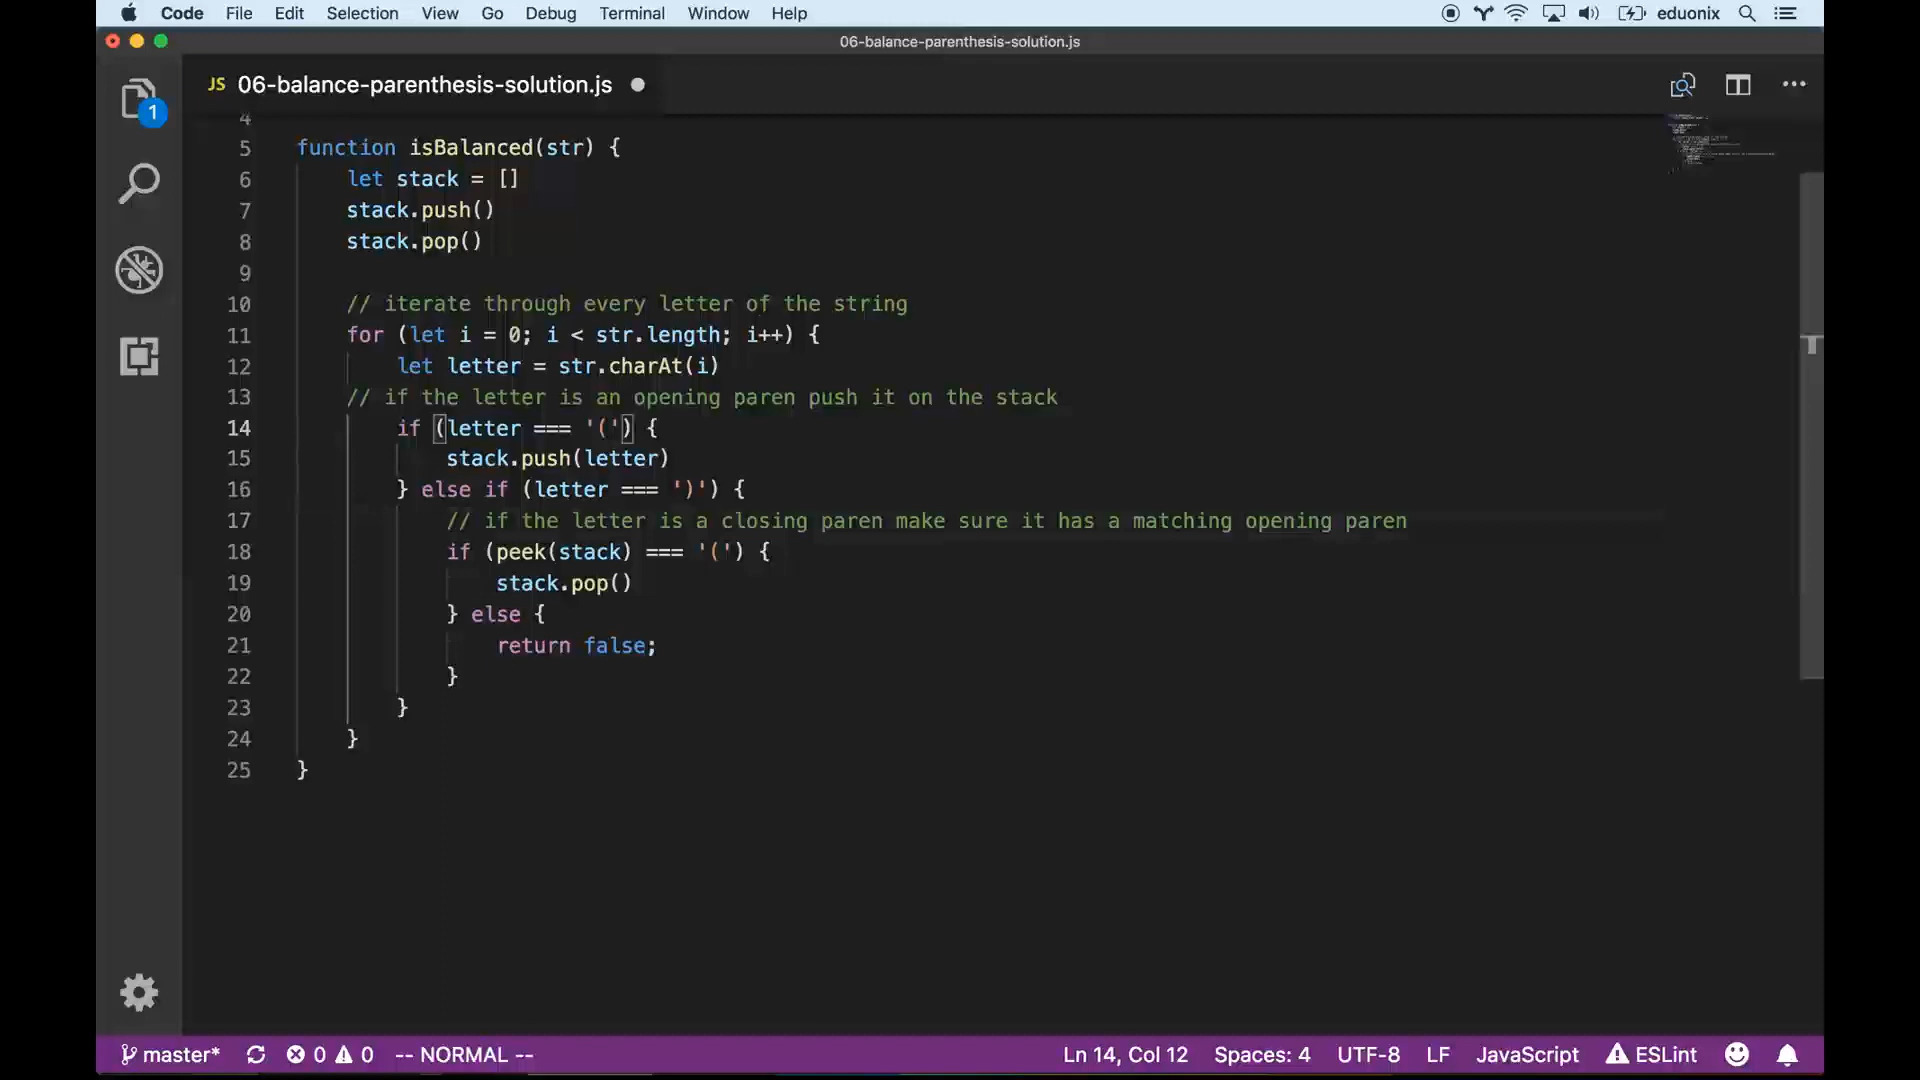 Code File Edit Selection View Go Debug Terminal Window Help eduonix
06-balance-parenthesis-solution.js
JS 06-balance-parenthesis-solution.js
1
4
5 function isBalanced(str) {
6 let stack = []
7 stack.push()
8 stack.pop()
9
10 // iterate through every letter of the string
11 for (let i = 0; i < str.length; i++) {
12 let letter = str.charAt(i)
13 // if the letter is an opening paren push it on the stack
14 if (letter === '(') {
15 stack.push(letter)
16 } else if (letter === ')') {
17 // if the letter is a closing paren make sure it has a matching opening paren
18 if (peek(stack) === '(') {
19 stack.pop()
20 } else {
21 return false;
22 }
23 }
24 }
25 }
master* 0 0 -- NORMAL -- Ln 14, Col 12 Spaces: 4 UTF-8 LF JavaScript ESLint